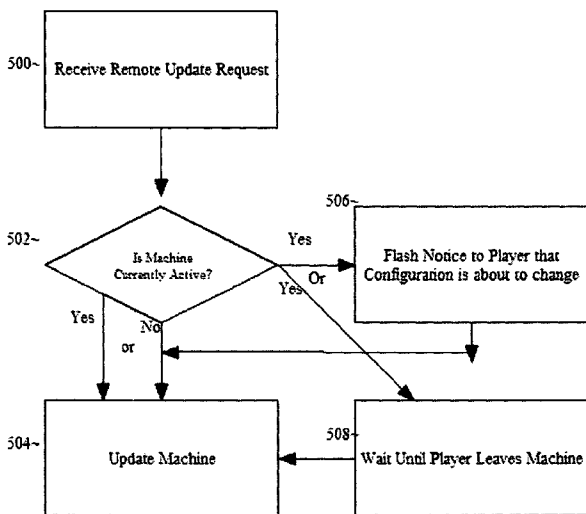 500~
Receive Remote Update Request
502~
Is Machine
Currently Active?
Yes
Or
Yes
506~
Flash Notice to Player that
Configuration is about to change
Yes
No
or
504~
Update Machine
508~
Wait Until Player Leaves Machine